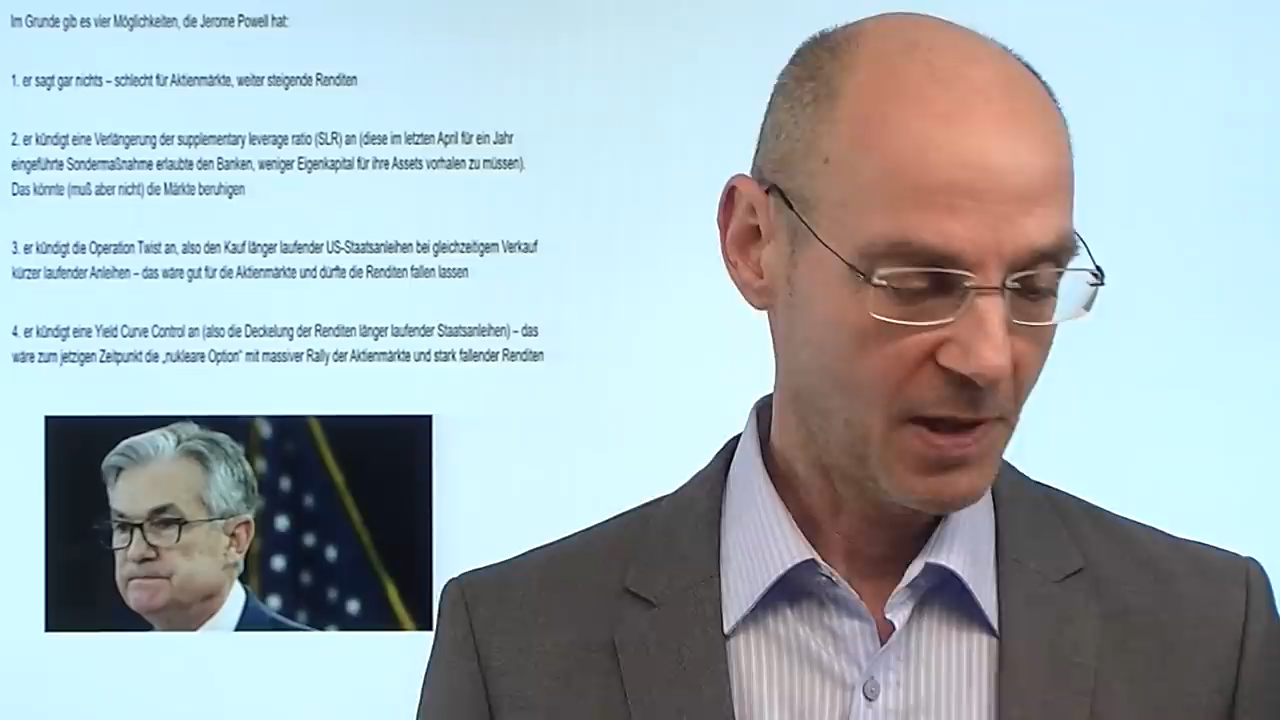 Im Grunde gib es vier Möglichkeiten, die Jerome Powell hat:
1. er sagt gar nichts – schlecht für Aktienmärkte, weiter steigende Renditen
2. er kündigt eine Verlängerung der supplementary leverage ratio (SLR) an (diese im letzten April für ein Jahr
eingeführte Sondermaßnahme erlaubte den Banken, weniger Eigenkapital für ihre Assets vorhalen zu müssen).
Das könnte (muß aber nicht) die Märkte beruhigen
3. er kündigt die Operation Twist an, also den Kauf länger laufender US-Staatsanleihen bei gleichzeitigem Verkauf
kürzer laufender Anleihen – das wäre gut für die Aktienmärkte und dürfte die Renditen fallen lassen
4. er kündigt eine Yield Curve Control an (also die Deckelung der Renditen länger laufender Staatsanleihen) – das
wäre zum jetzigen Zeitpunkt die „nukleare Option" mit massiver Rally der Aktienmärkte und stark fallender Renditen